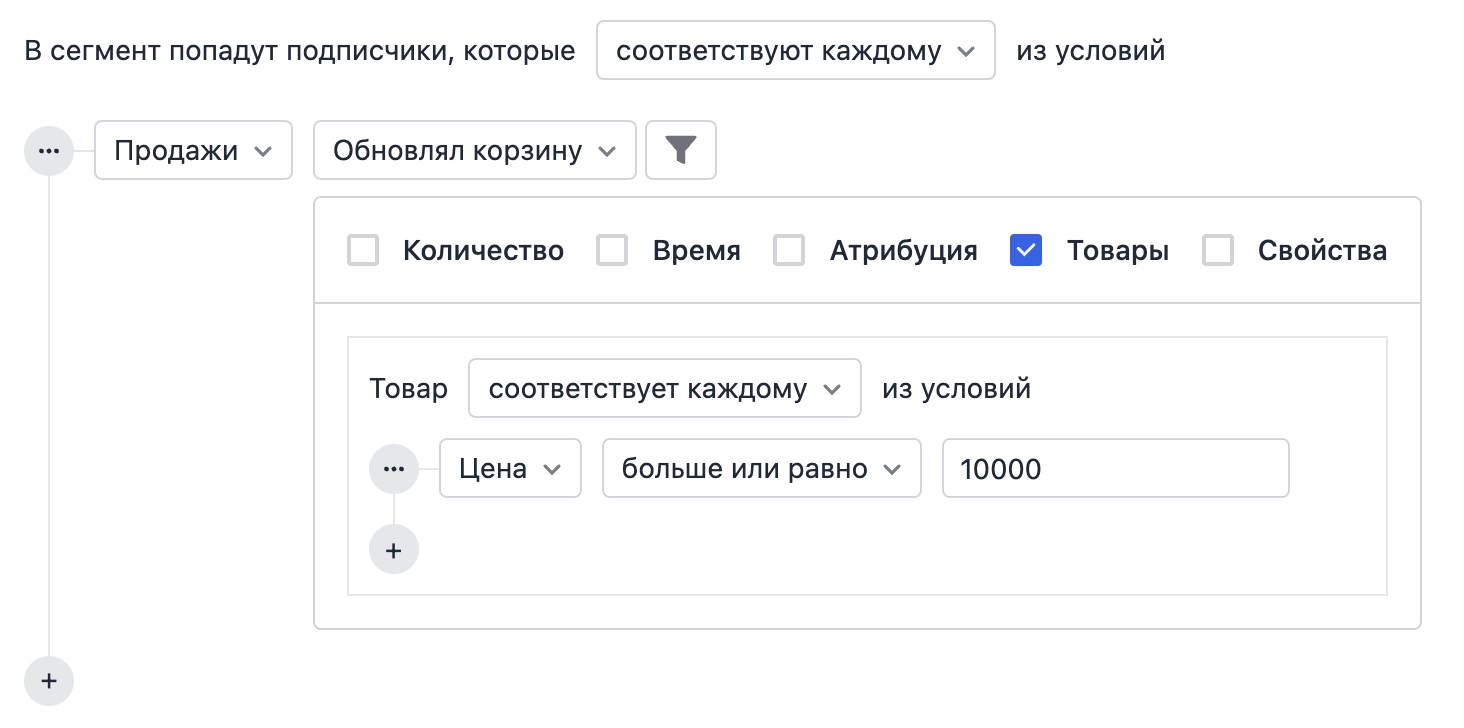 В сегмент попадут подписчики, которые соответствуют каждому из условий
Продажи Обновлял корзину
Количество Время Атрибуция Товары Свойства
Товар соответствует каждому из условий
Цена больше или равно 10000